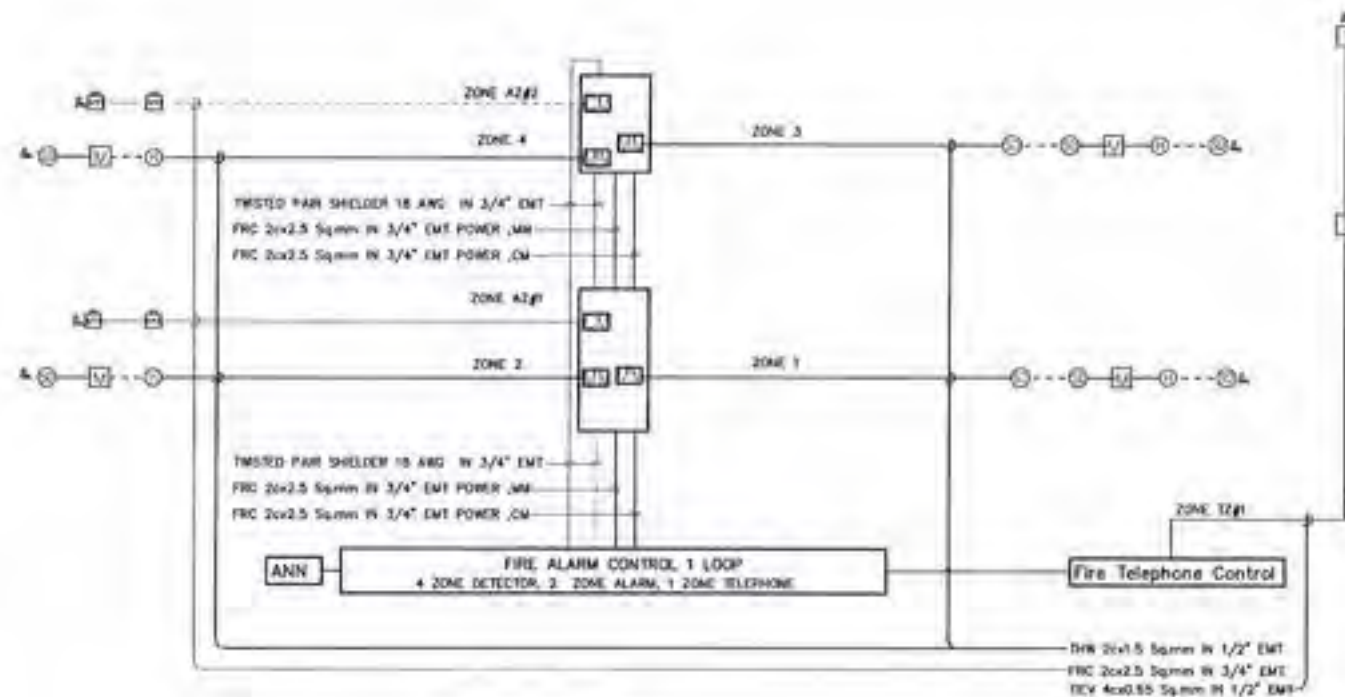 ZONE AZ#2
ZONE 4
ZONE 3
TWISTED PAIR SHIELDER 18 AWG IN 3/4" EMT
FRC 2cx2.5 Sq.mm IN 3/4" EMT POWER ,MM
FRC 2cx2.5 Sq.mm IN 3/4" EMT POWER ,CM
ZONE AZ#1
ZONE 2
ZONE 1
TWISTED PAIR SHIELDER 18 AWG IN 3/4" EMT
FRC 2cx2.5 Sq.mm IN 3/4" EMT POWER ,MM
FRC 2cx2.5 Sq.mm IN 3/4" EMT POWER ,CM
ZONE TZ#1
ANN
FIRE ALARM CONTROL 1 LOOP
4 ZONE DETECTOR, 2 ZONE ALARM, 1 ZONE TELEPHONE
Fire Telephone Control
THW 2cx1.5 Sq.mm IN 1/2" EMT
FRC 2cx2.5 Sq.mm IN 3/4" EMT
TIEV 4cx0.65 Sq.mm IN 1/2" EMT